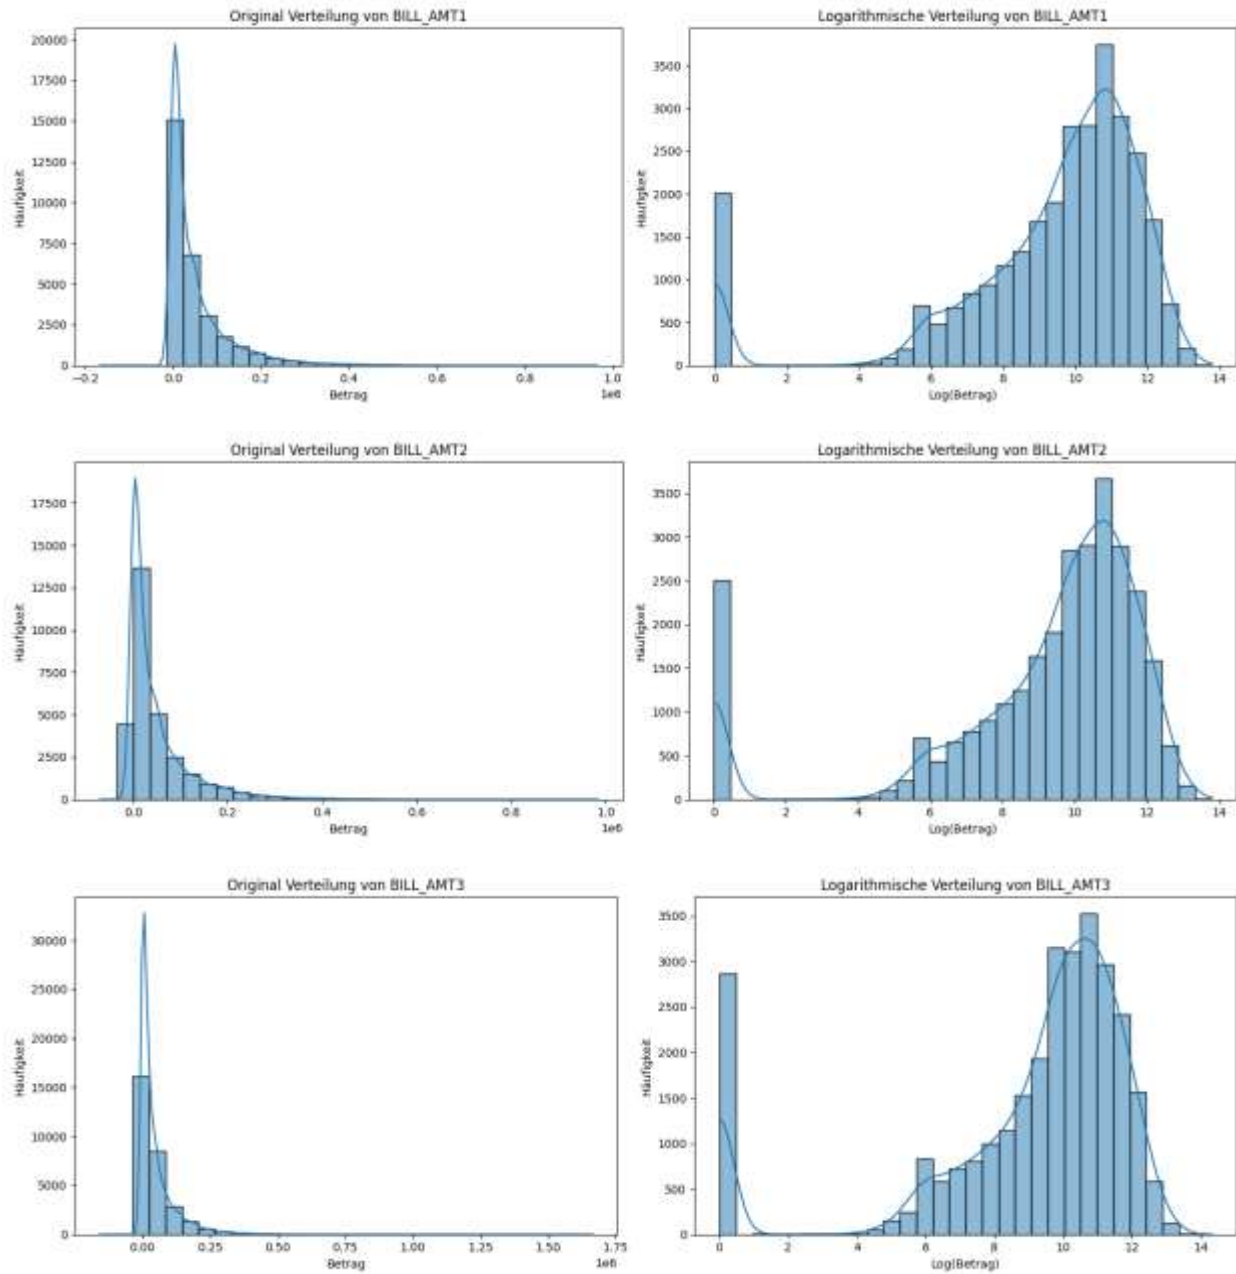 Original Verteilung von BILL_AMT1
Häufigkeit
20000
17500
15000
12500
10000
7500
5000
2500
0
−0.2 0.0 0.2 0.4 0.6 0.8 1.0
1e6
Betrag
Logarithmische Verteilung von BILL_AMT1
Häufigkeit
3500
3000
2500
2000
1500
1000
500
0
0 2 4 6 8 10 12 14
Log(Betrag)
Original Verteilung von BILL_AMT2
Häufigkeit
17500
15000
12500
10000
7500
5000
2500
0
0.0 0.2 0.4 0.6 0.8 1.0
1e6
Betrag
Logarithmische Verteilung von BILL_AMT2
Häufigkeit
3500
3000
2500
2000
1500
1000
500
0
0 2 4 6 8 10 12 14
Log(Betrag)
Original Verteilung von BILL_AMT3
Häufigkeit
30000
25000
20000
15000
10000
5000
0
0.00 0.25 0.50 0.75 1.00 1.25 1.50 1.75
1e6
Betrag
Logarithmische Verteilung von BILL_AMT3
Häufigkeit
3500
3000
2500
2000
1500
1000
500
0
0 2 4 6 8 10 12 14
Log(Betrag)